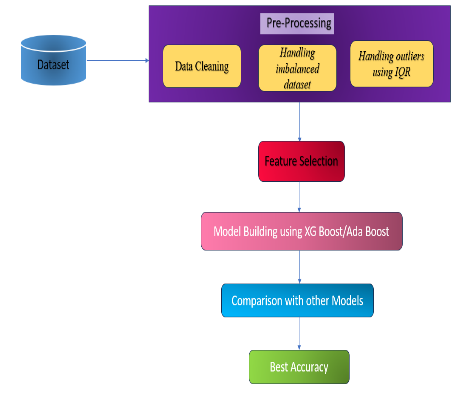 Pre-Processing
Dataset
Data Cleaning
Handling
imbalanced
dataset
Handling outliers
using IQR
Feature Selection
Model Building using XG Boost/Ada Boost
Comparison with other Models
Best Accuracy